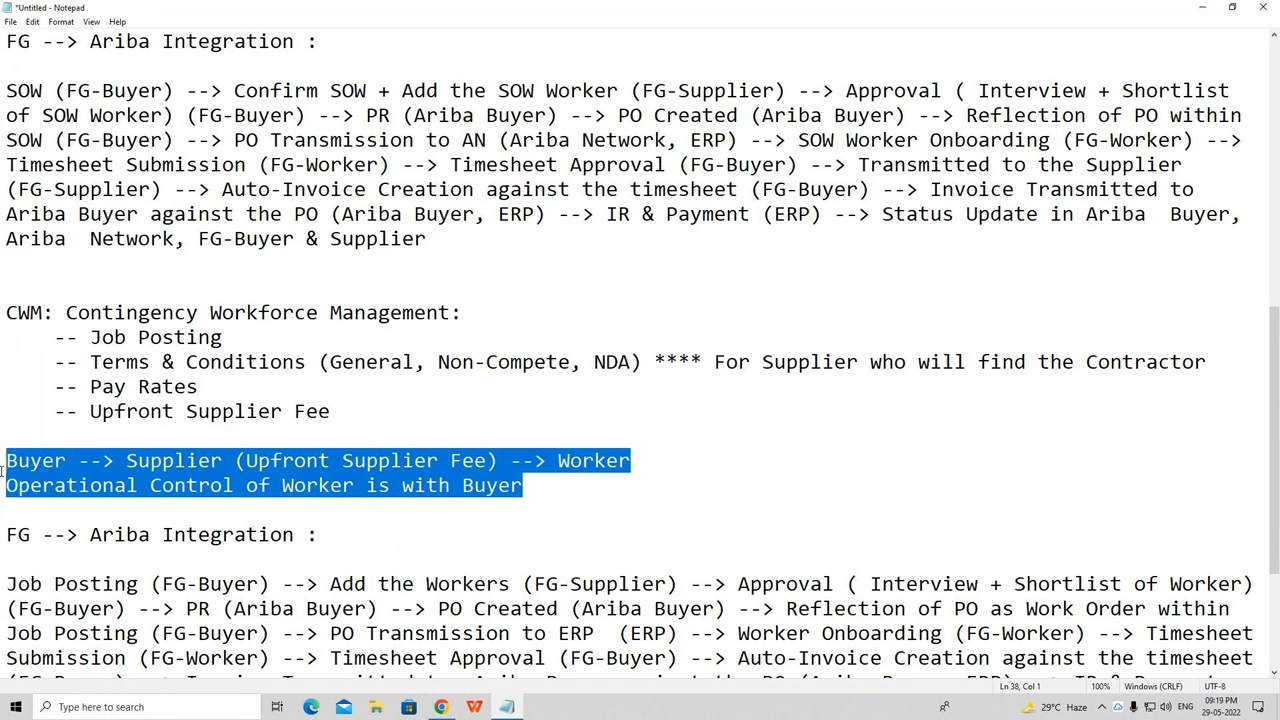 *Untitled - Notepad
File Edit Format View Help
FG --> Ariba Integration :
SOW (FG-Buyer) --> Confirm SOW + Add the SOW Worker (FG-Supplier) --> Approval ( Interview + Shortlist
of SOW Worker) (FG-Buyer) --> PR (Ariba Buyer) --> PO Created (Ariba Buyer) --> Reflection of PO within
SOW (FG-Buyer) --> PO Transmission to AN (Ariba Network, ERP) --> SOW Worker Onboarding (FG-Worker) -->
Timesheet Submission (FG-Worker) --> Timesheet Approval (FG-Buyer) --> Transmitted to the Supplier
(FG-Supplier) --> Auto-Invoice Creation against the timesheet (FG-Buyer) --> Invoice Transmitted to
Ariba Buyer against the PO (Ariba Buyer, ERP) --> IR & Payment (ERP) --> Status Update in Ariba  Buyer,
Ariba  Network, FG-Buyer & Supplier
CWM: Contingency Workforce Management:
-- Job Posting
-- Terms & Conditions (General, Non-Compete, NDA) **** For Supplier who will find the Contractor
-- Pay Rates
-- Upfront Supplier Fee
Buyer --> Supplier (Upfront Supplier Fee) --> Worker
Operational Control of Worker is with Buyer
FG --> Ariba Integration :
Job Posting (FG-Buyer) --> Add the Workers (FG-Supplier) --> Approval ( Interview + Shortlist of Worker)
(FG-Buyer) --> PR (Ariba Buyer) --> PO Created (Ariba Buyer) --> Reflection of PO as Work Order within
Job Posting (FG-Buyer) --> PO Transmission to ERP  (ERP) --> Worker Onboarding (FG-Worker) --> Timesheet
Submission (FG-Worker) --> Timesheet Approval (FG-Buyer) --> Auto-Invoice Creation against the timesheet
Ln 38, Col 1 100% Windows (CRLF) UTF-8
Type here to search
29°C Haze ENG 09:19 PM
29-05-2022